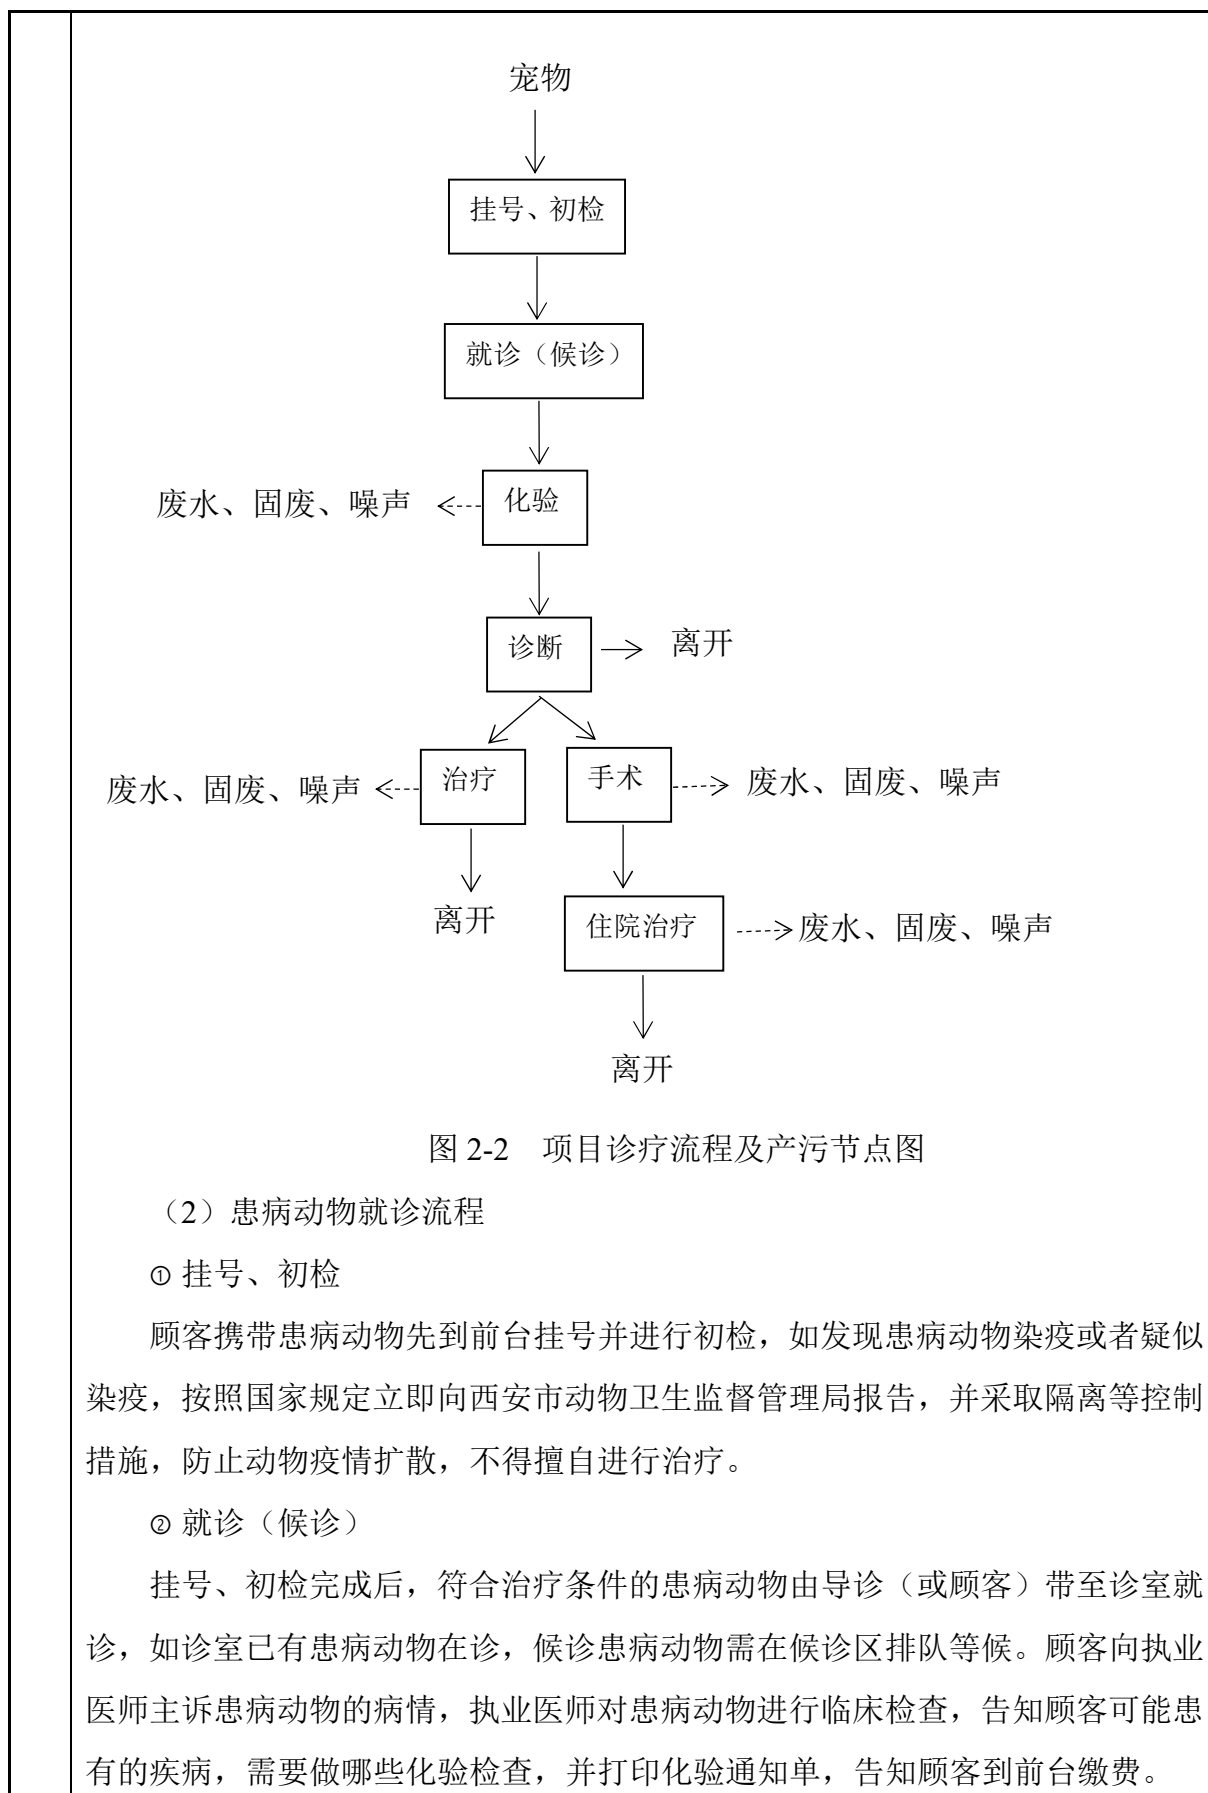 宠物
挂号、初检
就诊（候诊）
废水、固废、噪声
化验
诊断
离开
废水、固废、噪声
治疗
手术
废水、固废、噪声
离开
住院治疗
废水、固废、噪声
离开
图 2-2 项目诊疗流程及产污节点图
（2）患病动物就诊流程
① 挂号、初检
顾客携带患病动物先到前台挂号并进行初检，如发现患病动物染疫或者疑似
染疫，按照国家规定立即向西安市动物卫生监督管理局报告，并采取隔离等控制
措施，防止动物疫情扩散，不得擅自进行治疗。
② 就诊（候诊）
挂号、初检完成后，符合治疗条件的患病动物由导诊（或顾客）带至诊室就
诊，如诊室已有患病动物在诊，候诊患病动物需在候诊区排队等候。顾客向执业
医师主诉患病动物的病情，执业医师对患病动物进行临床检查，告知顾客可能患
有的疾病，需要做哪些化验检查，并打印化验通知单，告知顾客到前台缴费。